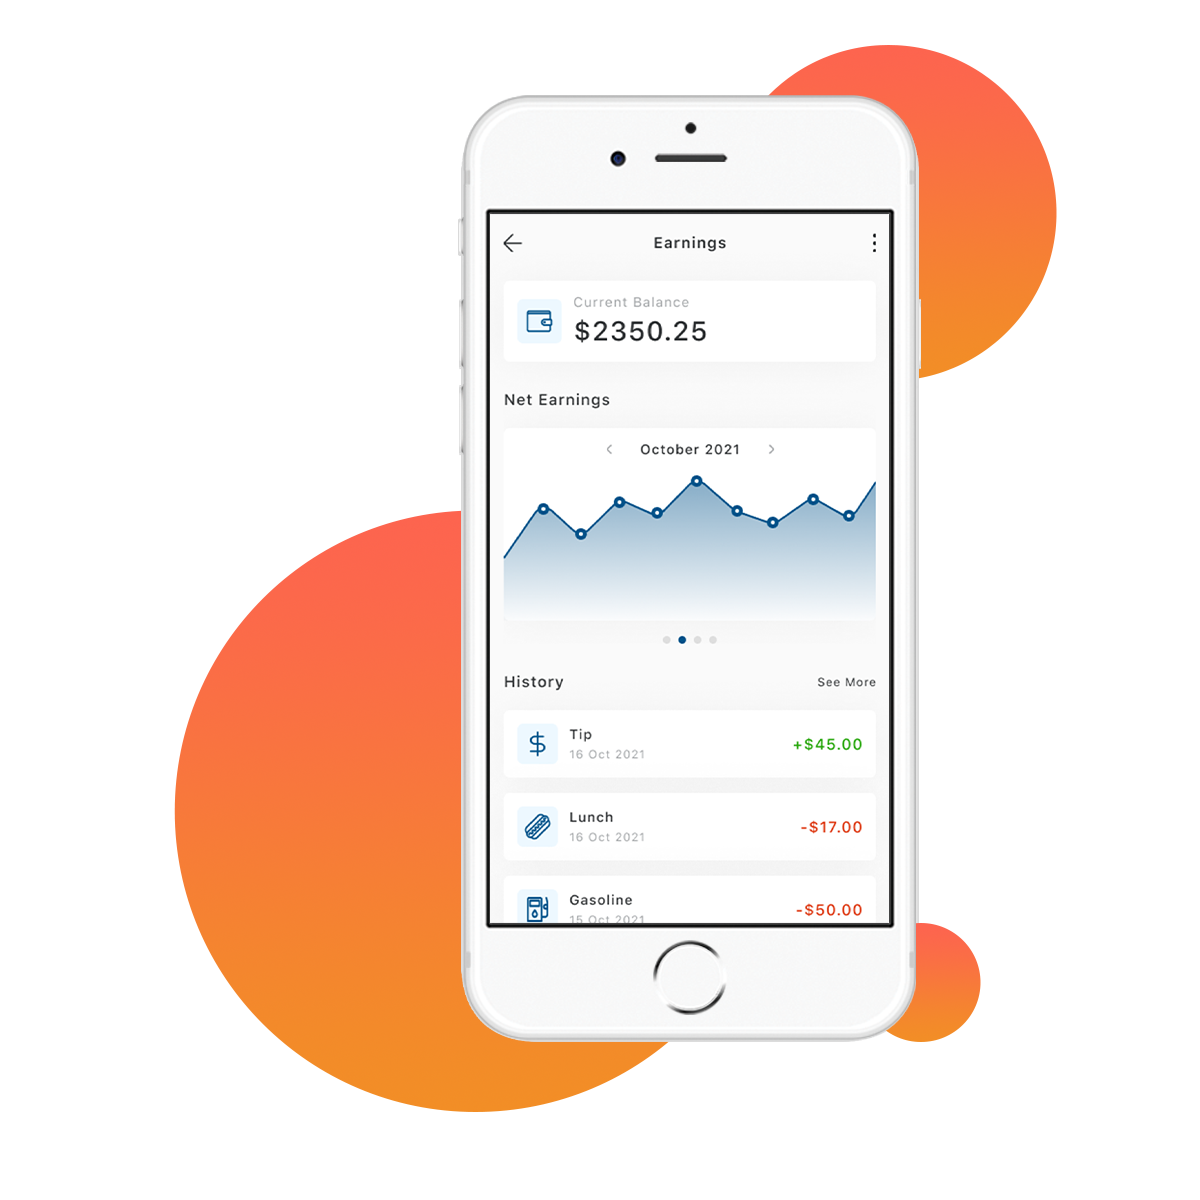 Earnings
Current Balance
$2350.25
Net Earnings
October 2021
History
See More
Tip
16 Oct 2021
+$45.00
Lunch
16 Oct 2021
-$17.00
Gasoline
15 Oct 2021
-$50.00